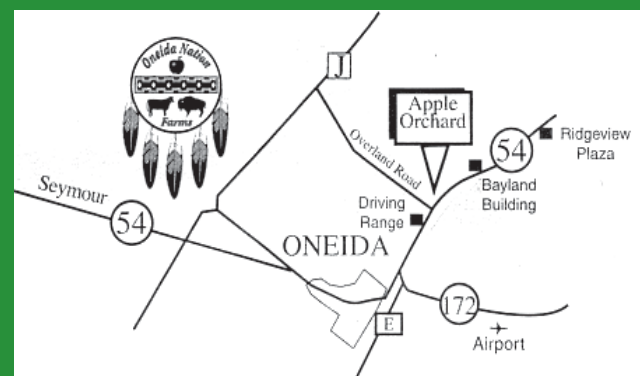 Oneida Nation
Farms
J
Apple
Orchard
Overland Road
54
Ridgeview
Plaza
Bayland
Building
Seymour
54
Driving
Range
ONEIDA
172
E
Airport